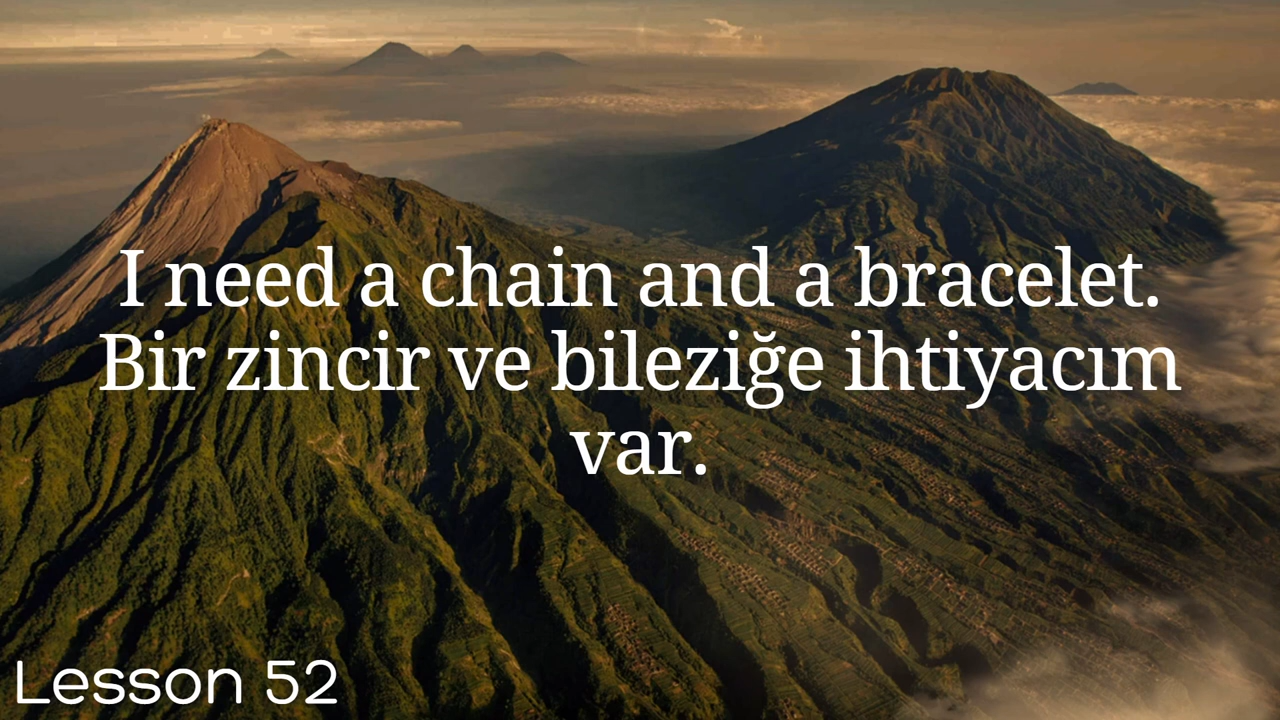 I need a chain and a bracelet.
Bir zincir ve bileziğe ihtiyacım
var.
Lesson 52